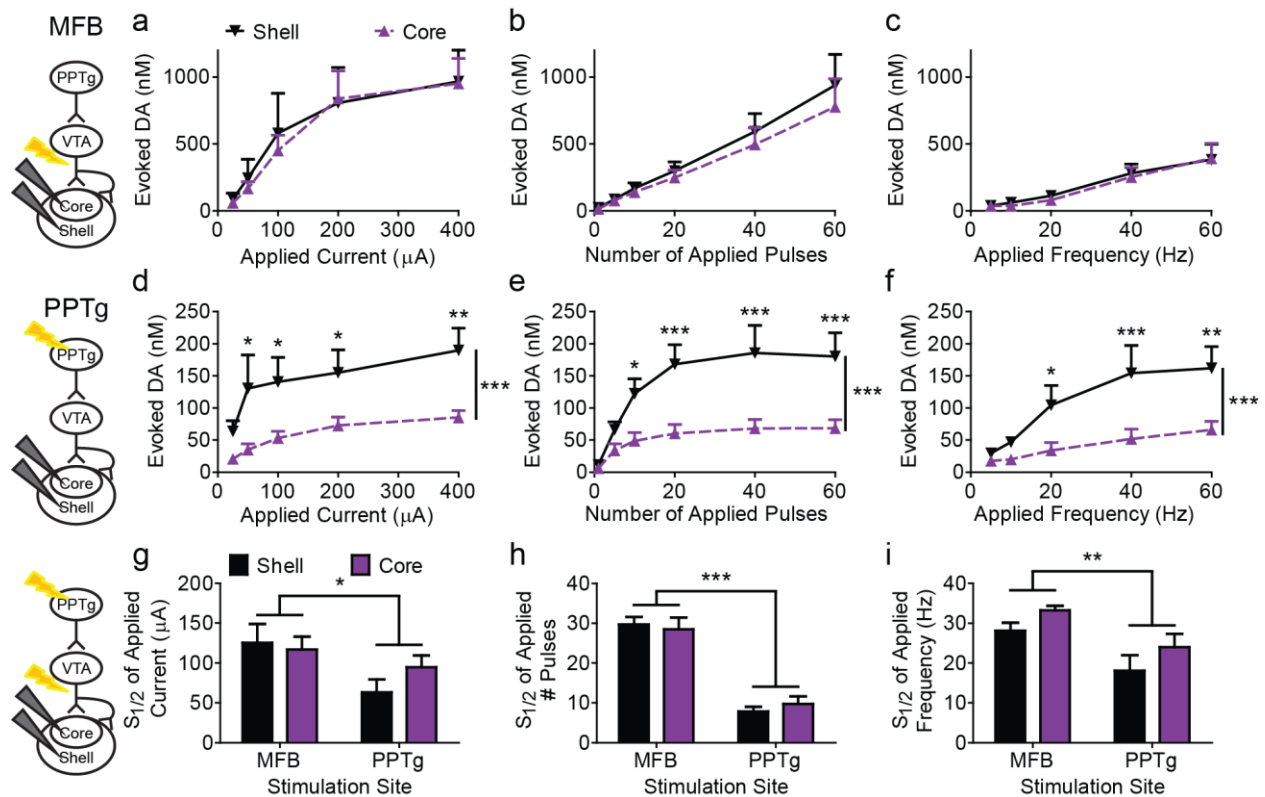 MFB
PPTg
VTA
Core
Shell
a
Shell
Core
Evoked DA (nM)
1000
500
0
0
100
200
300
400
Applied Current (µA)
b
Evoked DA (nM)
1000
500
0
0
20
40
60
Number of Applied Pulses
c
Evoked DA (nM)
1000
500
0
0
20
40
60
Applied Frequency (Hz)
PPTg
PPTg
VTA
Core
Shell
d
Evoked DA (nM)
250
200
150
100
50
0
* * * **
***
0
100
200
300
400
Applied Current (µA)
e
Evoked DA (nM)
250
200
150
100
50
0
* *** *** ***
***
0
20
40
60
Number of Applied Pulses
f
Evoked DA (nM)
250
200
150
100
50
0
* *** **
***
0
20
40
60
Applied Frequency (Hz)
PPTg
VTA
Core
Shell
g
Shell
Core
S1/2 of Applied
Current (µA)
200
150
100
50
0
*
MFB
PPTg
Stimulation Site
h
S1/2 of Applied
# Pulses
40
30
20
10
0
***
MFB
PPTg
Stimulation Site
i
S1/2 of Applied
Frequency (Hz)
40
30
20
10
0
**
MFB
PPTg
Stimulation Site